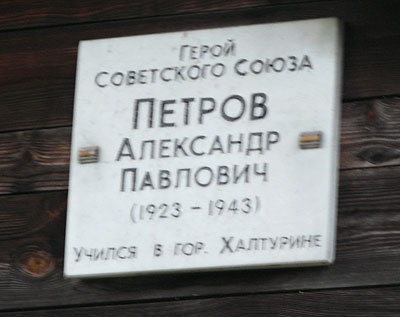 ГЕРОЙ
СОВЕТСКОГО СОЮЗА
ПЕТРОВ
АЛЕКСАНДР
ПАВЛОВИЧ
(1923 – 1943)
УЧИЛСЯ В ГОР. ХАЛТУРИНЕ